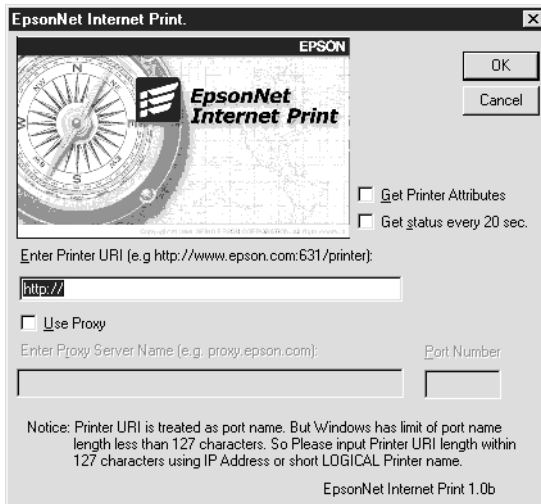 EpsonNet Internet Print.
EPSON
OK
Cancel
EpsonNet
Internet Print
Get Printer Attributes
Get status every 20 sec.
Enter Printer URI (e.g http://www.epson.com:631/printer):
http://
Use Proxy
Enter Proxy Server Name (e.g. proxy.epson.com):
Port Number
Notice: Printer URI is treated as port name. But Windows has limit of port name
length less than 127 characters. So Please input Printer URI length within
127 characters using IP Address or short LOGICAL Printer name.
EpsonNet Internet Print 1.0b